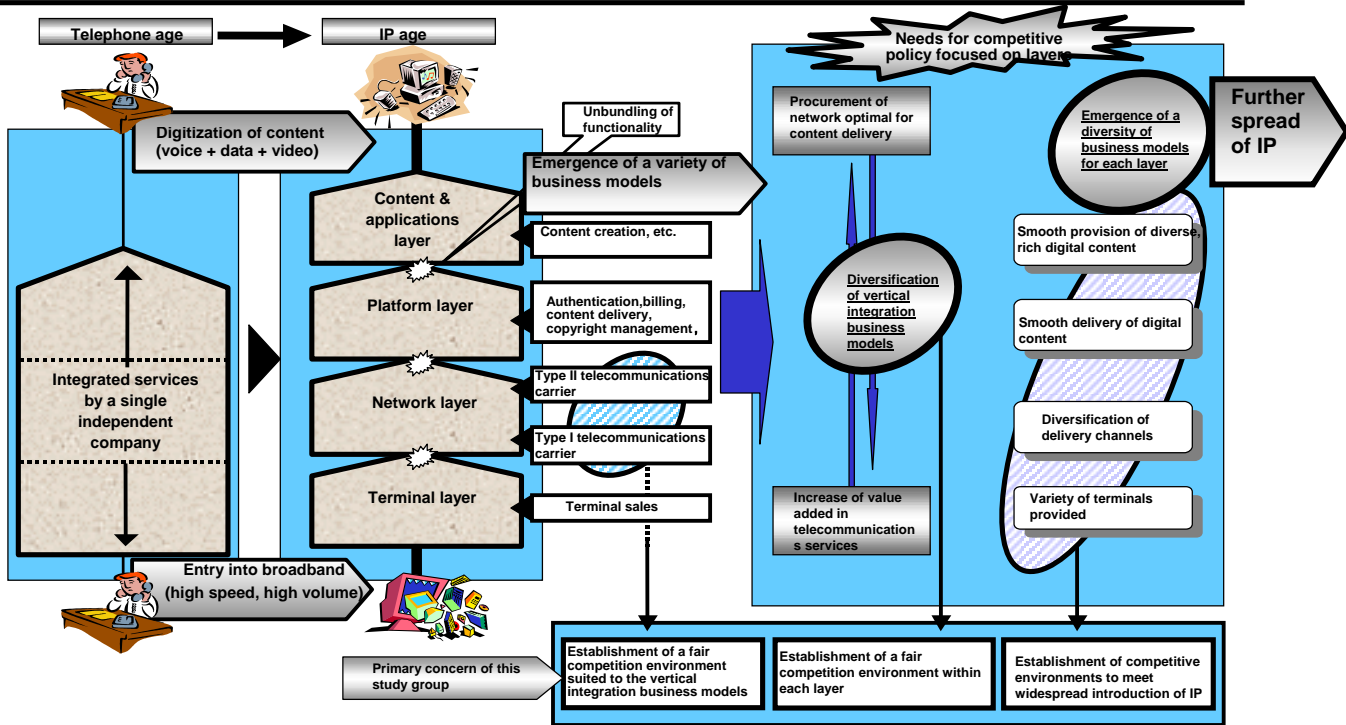 Telephone age
IP age
Digitization of content
(voice + data + video)
Integrated services
by a single
independent
company
Entry into broadband
(high speed, high volume)
Unbundling of
functionality
Emergence of a variety of
business models
Content &
applications
layer
Content creation, etc.
Platform layer
Authentication,billing,
content delivery,
copyright management,
Network layer
Type II telecommunications
carrier
Type I telecommunications
carrier
Terminal layer
Terminal sales
Needs for competitive
policy focused on layers
Procurement of
network optimal for
content delivery
Diversification
of vertical
integration
business
models
Increase of value
added in
telecommunication
s services
Emergence of a
diversity of
business models
for each layer
Further
spread
of IP
Smooth provision of diverse,
rich digital content
Smooth delivery of digital
content
Diversification of
delivery channels
Variety of terminals
provided
Primary concern of this
study group
Establishment of a fair
competition environment
suited to the vertical
integration business models
Establishment of a fair
competition environment within
each layer
Establishment of competitive
environments to meet
widespread introduction of IP